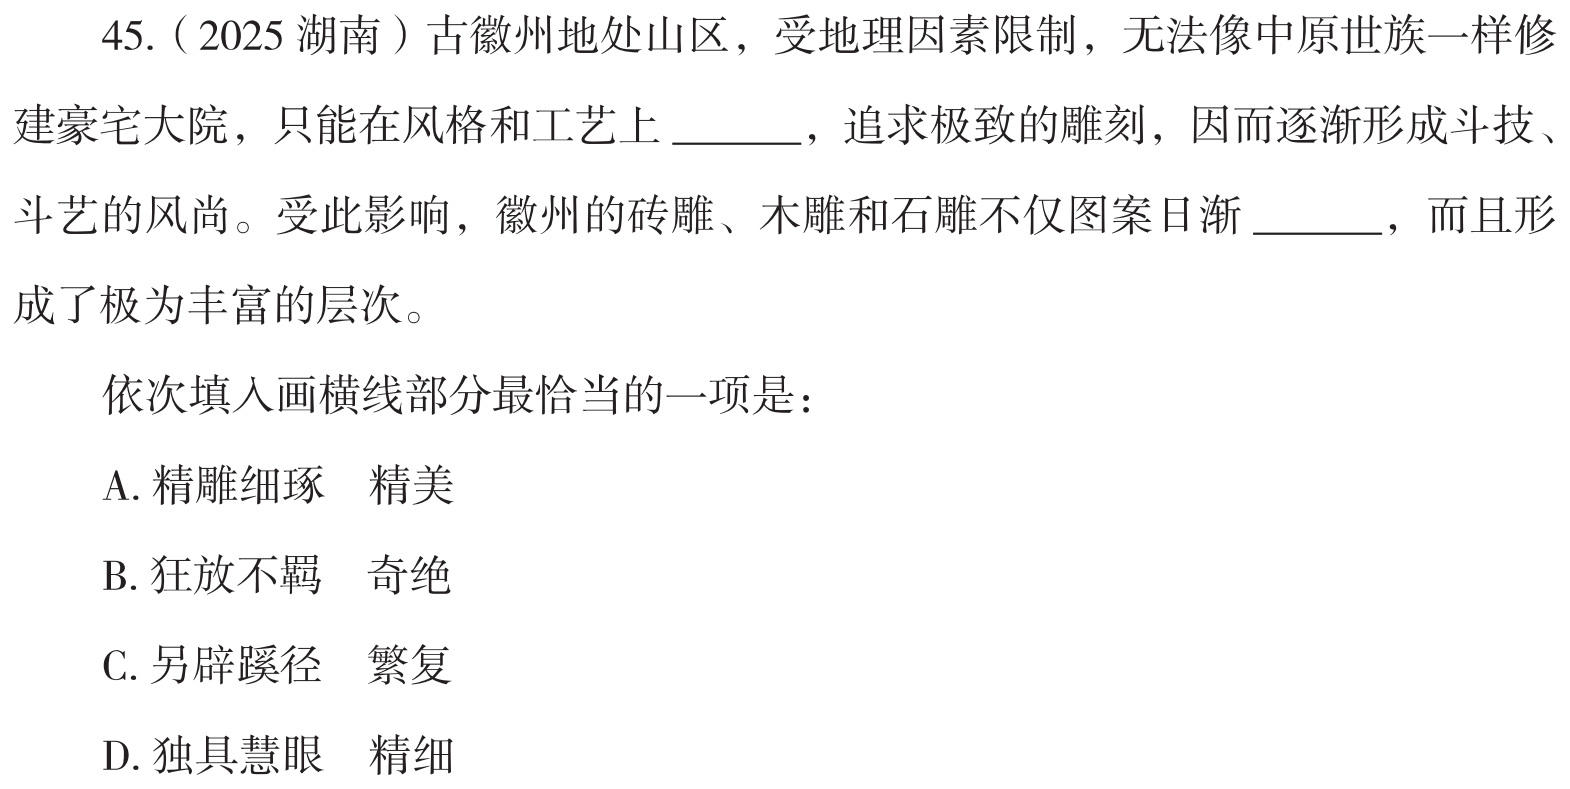 45.（2025 湖南）古徽州地处山区，受地理因素限制，无法像中原世族一样修
建豪宅大院，只能在风格和工艺上 ______，追求极致的雕刻，因而逐渐形成斗技、
斗艺的风尚。受此影响，徽州的砖雕、木雕和石雕不仅图案日渐 ______，而且形
成了极为丰富的层次。
依次填入画横线部分最恰当的一项是：
A. 精雕细琢　精美
B. 狂放不羁　奇绝
C. 另辟蹊径　繁复
D. 独具慧眼　精细